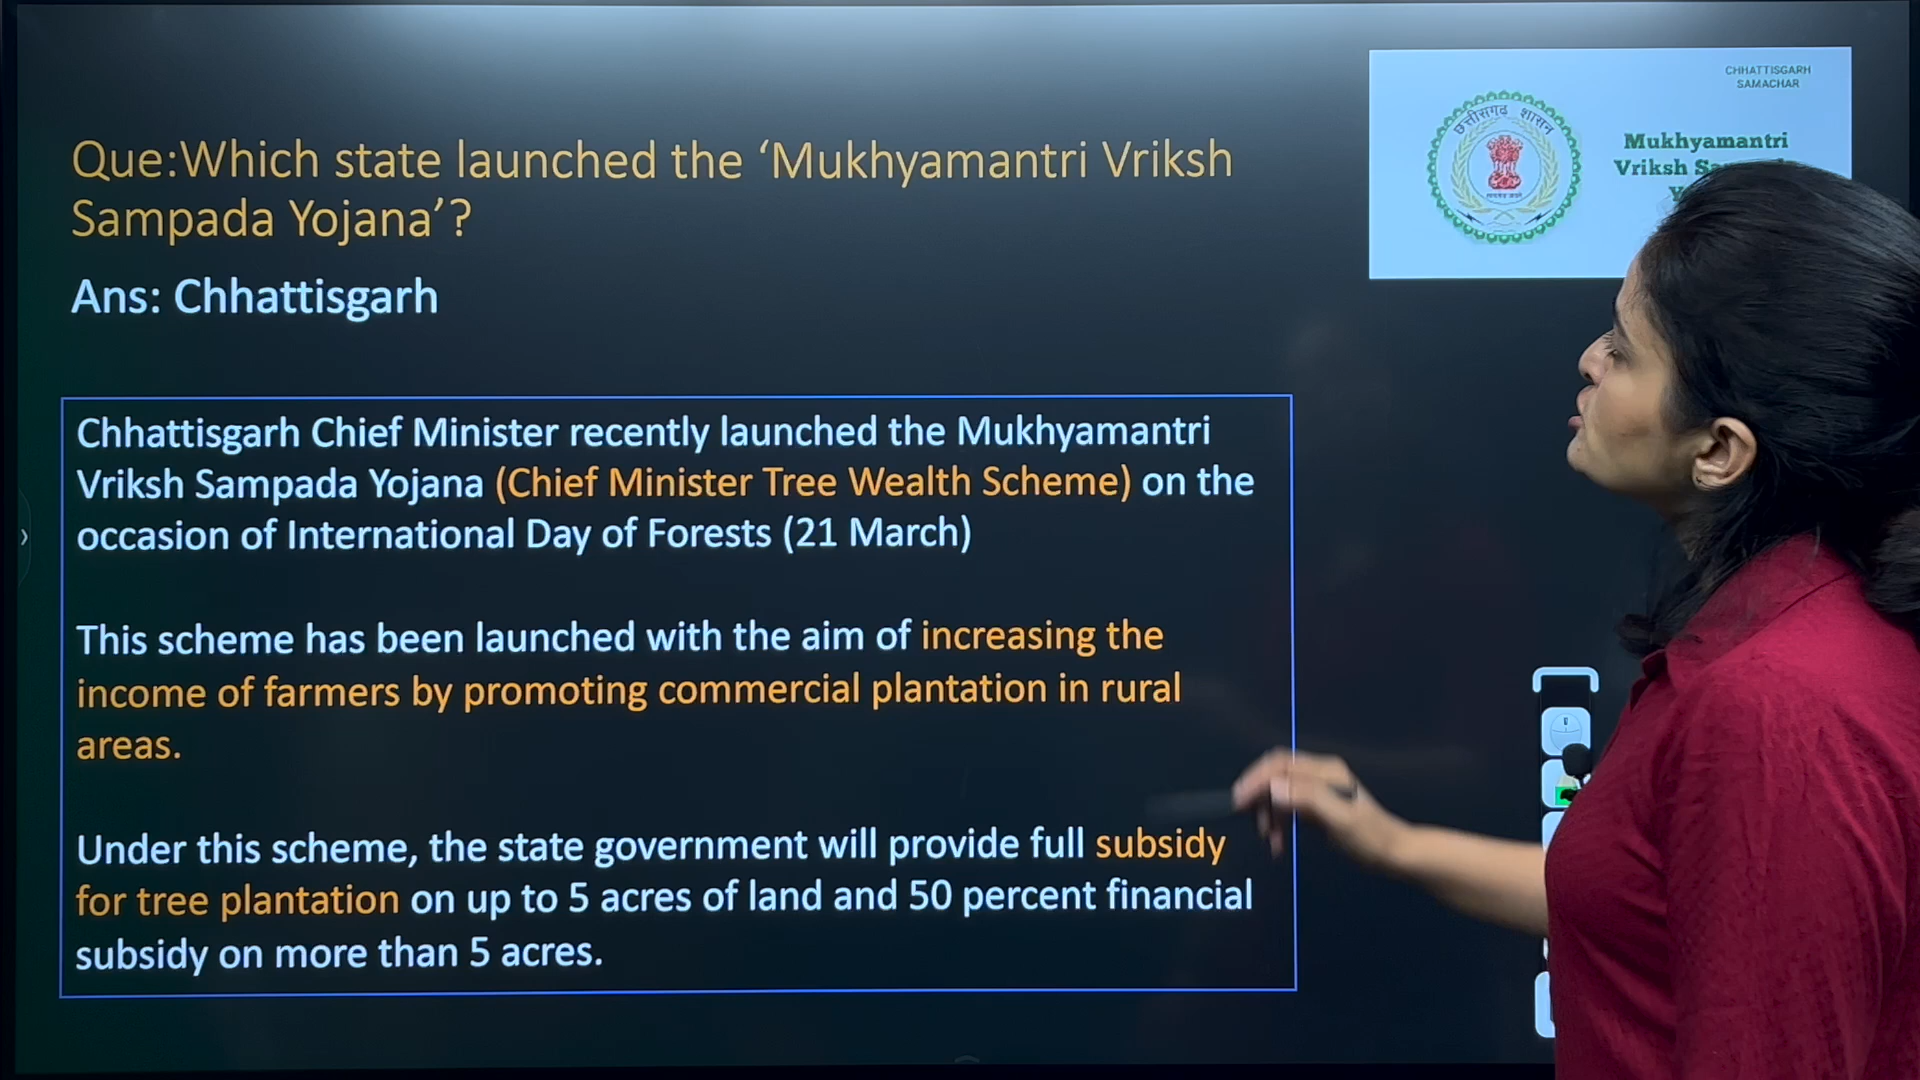 CHHATTISGARH
SAMACHAR
छत्तीसगढ़ शासन
Mukhyamantri
Vriksh
Que:Which state launched the ‘Mukhyamantri Vriksh
Sampada Yojana’?
Ans: Chhattisgarh
Chhattisgarh Chief Minister recently launched the Mukhyamantri
Vriksh Sampada Yojana (Chief Minister Tree Wealth Scheme) on the
occasion of International Day of Forests (21 March)
This scheme has been launched with the aim of increasing the
income of farmers by promoting commercial plantation in rural
areas.
Under this scheme, the state government will provide full subsidy
for tree plantation on up to 5 acres of land and 50 percent financial
subsidy on more than 5 acres.